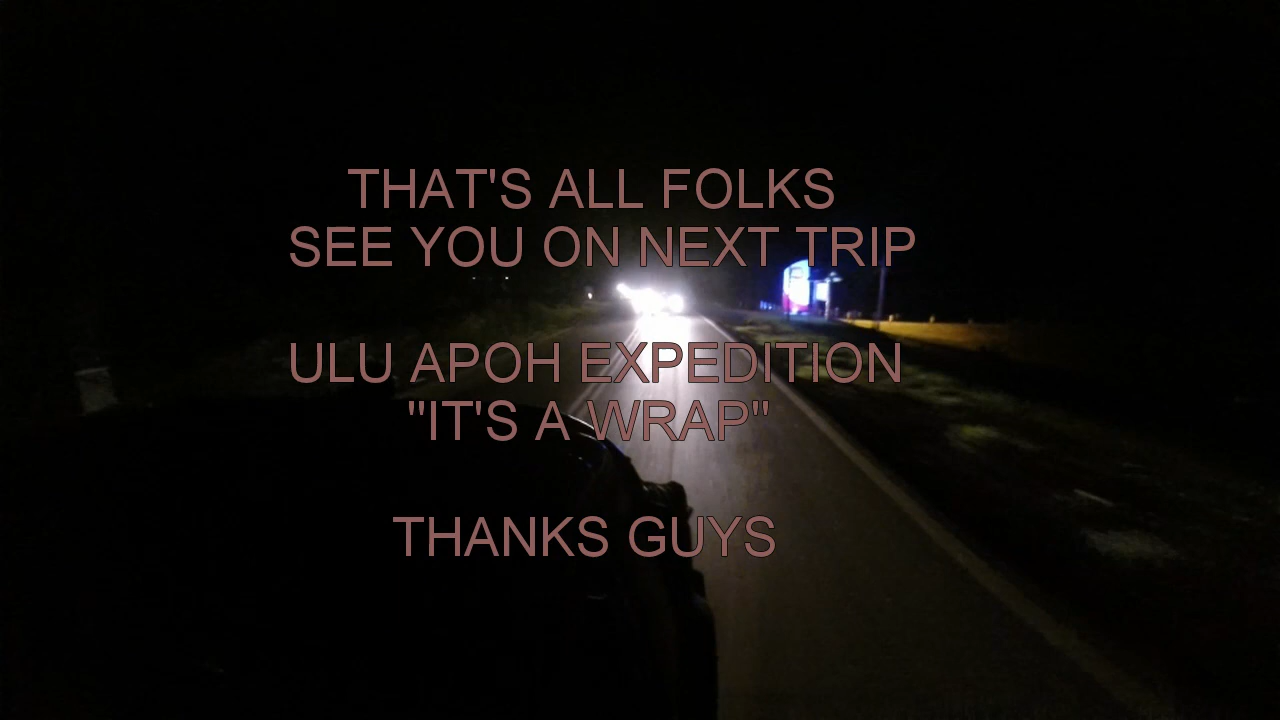 THAT'S ALL FOLKS
SEE YOU ON NEXT TRIP
ULU APOH EXPEDITION
"IT'S A WRAP"
THANKS GUYS